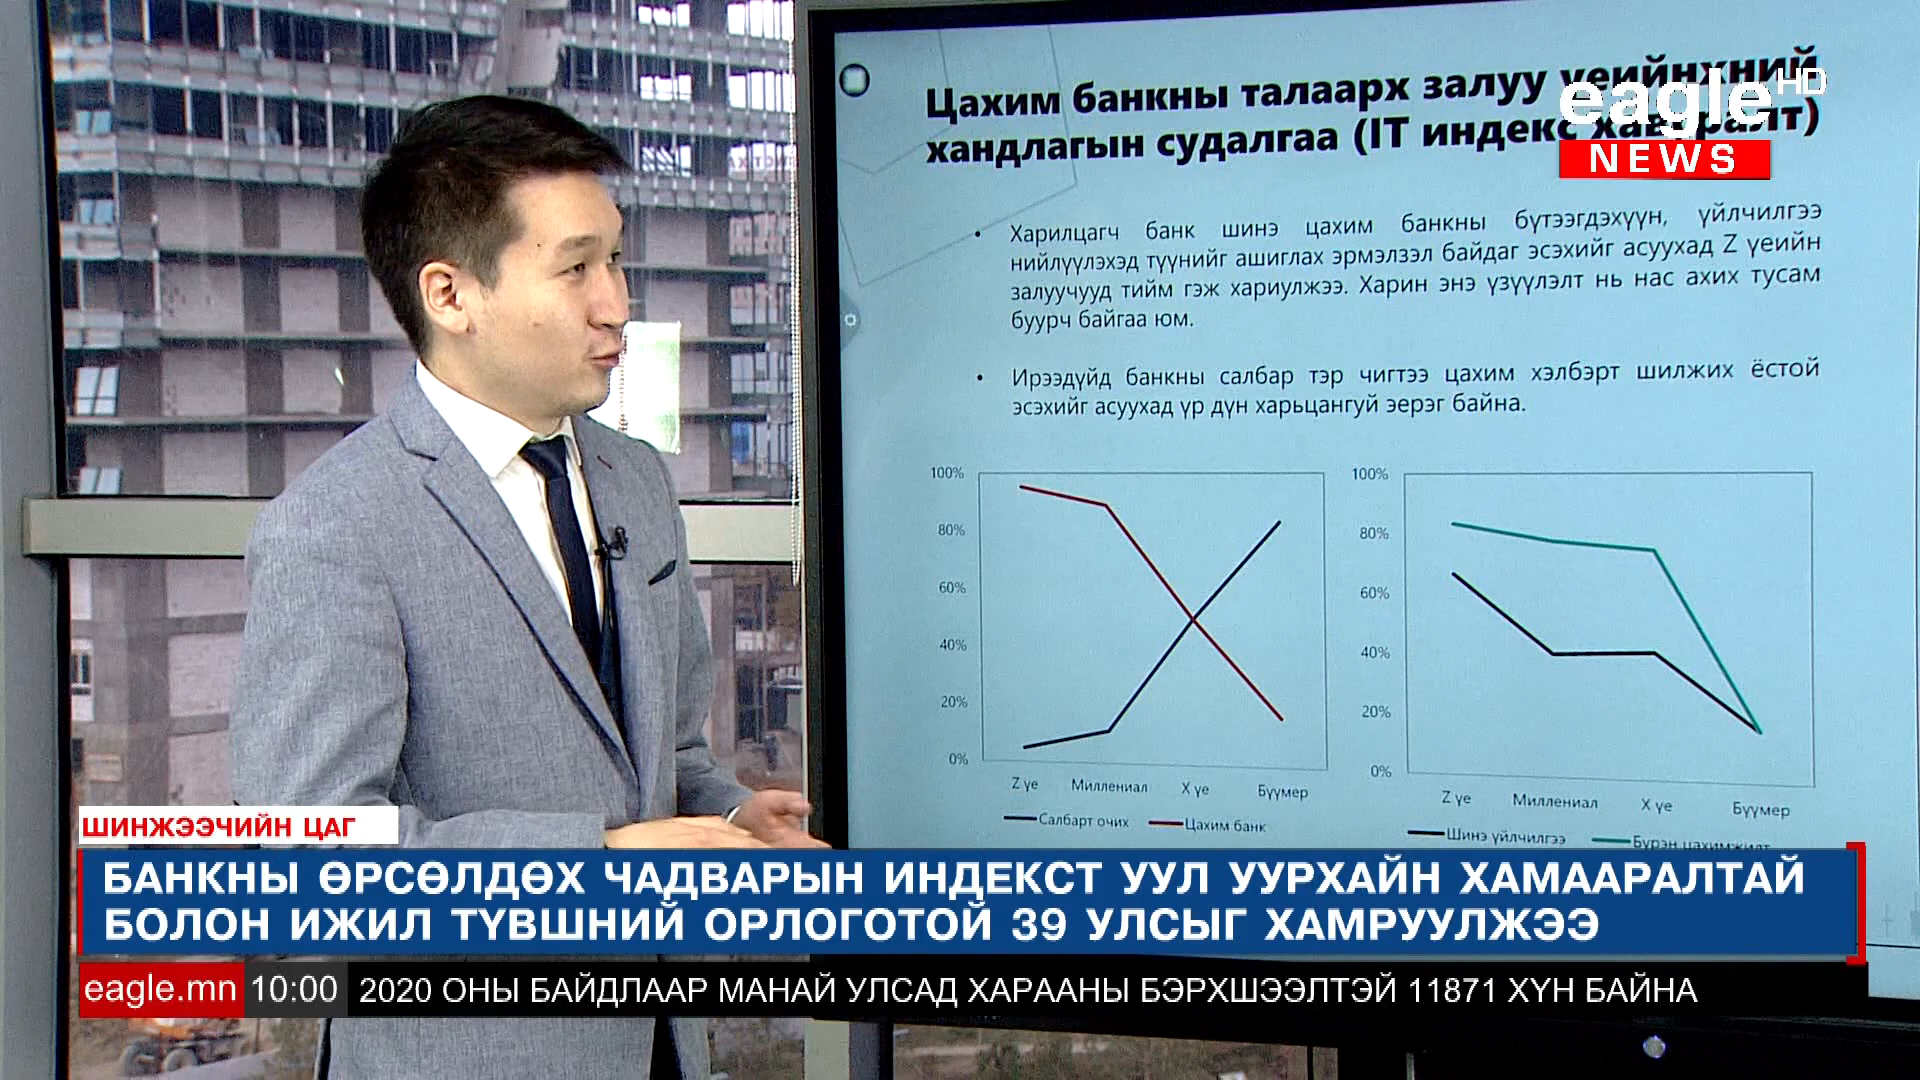 Цахим банкны талаарх залуу үеийнхний
хандлагын судалгаа (IT индекс хавсралт)
eagle HD
NEWS
• Харилцагч банк шинэ цахим банкны бүтээгдэхүүн, үйлчилгээ
нийлүүлэхэд түүнийг ашиглах эрмэлзэл байдаг эсэхийг асуухад Z үеийн
залуучууд тийм гэж хариулжээ. Харин энэ үзүүлэлт нь нас ахих тусам
буурч байгаа юм.
• Ирээдүйд банкны салбар тэр чигтээ цахим хэлбэрт шилжих ёстой
эсэхийг асуухад үр дүн харьцангуй эерэг байна.
100%
80%
60%
40%
20%
0%
Z үе Миллениал X үе Бүүмер
Салбарт очих Цахим банк
100%
80%
60%
40%
20%
0%
Z үе Миллениал X үе Бүүмер
Шинэ үйлчилгээ Бүрэн цахимжилт
ШИНЖЭЭЧИЙН ЦАГ
БАНКНЫ ӨРСӨЛДӨХ ЧАДВАРЫН ИНДЕКСТ УУЛ УУРХАЙН ХАМААРАЛТАЙ
БОЛОН ИЖИЛ ТҮВШНИЙ ОРЛОГОТОЙ 39 УЛСЫГ ХАМРУУЛЖЭЭ
eagle.mn 10:00 2020 ОНЫ БАЙДЛААР МАНАЙ УЛСАД ХАРААНЫ БЭРХШЭЭЛТЭЙ 11871 ХҮН БАЙНА